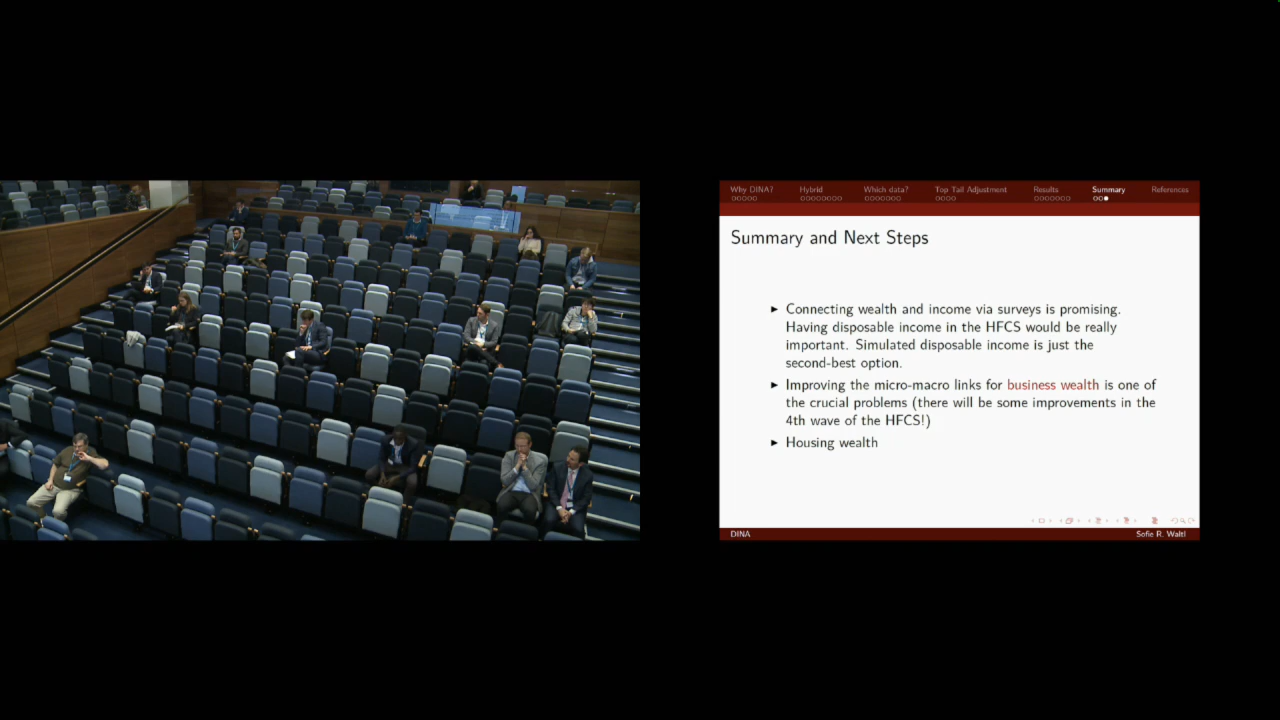 Why DINA? Hybrid Which data? Top Tail Adjustment Results Summary References
Summary and Next Steps
► Connecting wealth and income via surveys is promising.
Having disposable income in the HFCS would be really
important. Simulated disposable income is just the
second-best option.
► Improving the micro-macro links for business wealth is one of
the crucial problems (there will be some improvements in the
4th wave of the HFCS!)
► Housing wealth
DINA Sofie R. Waltl